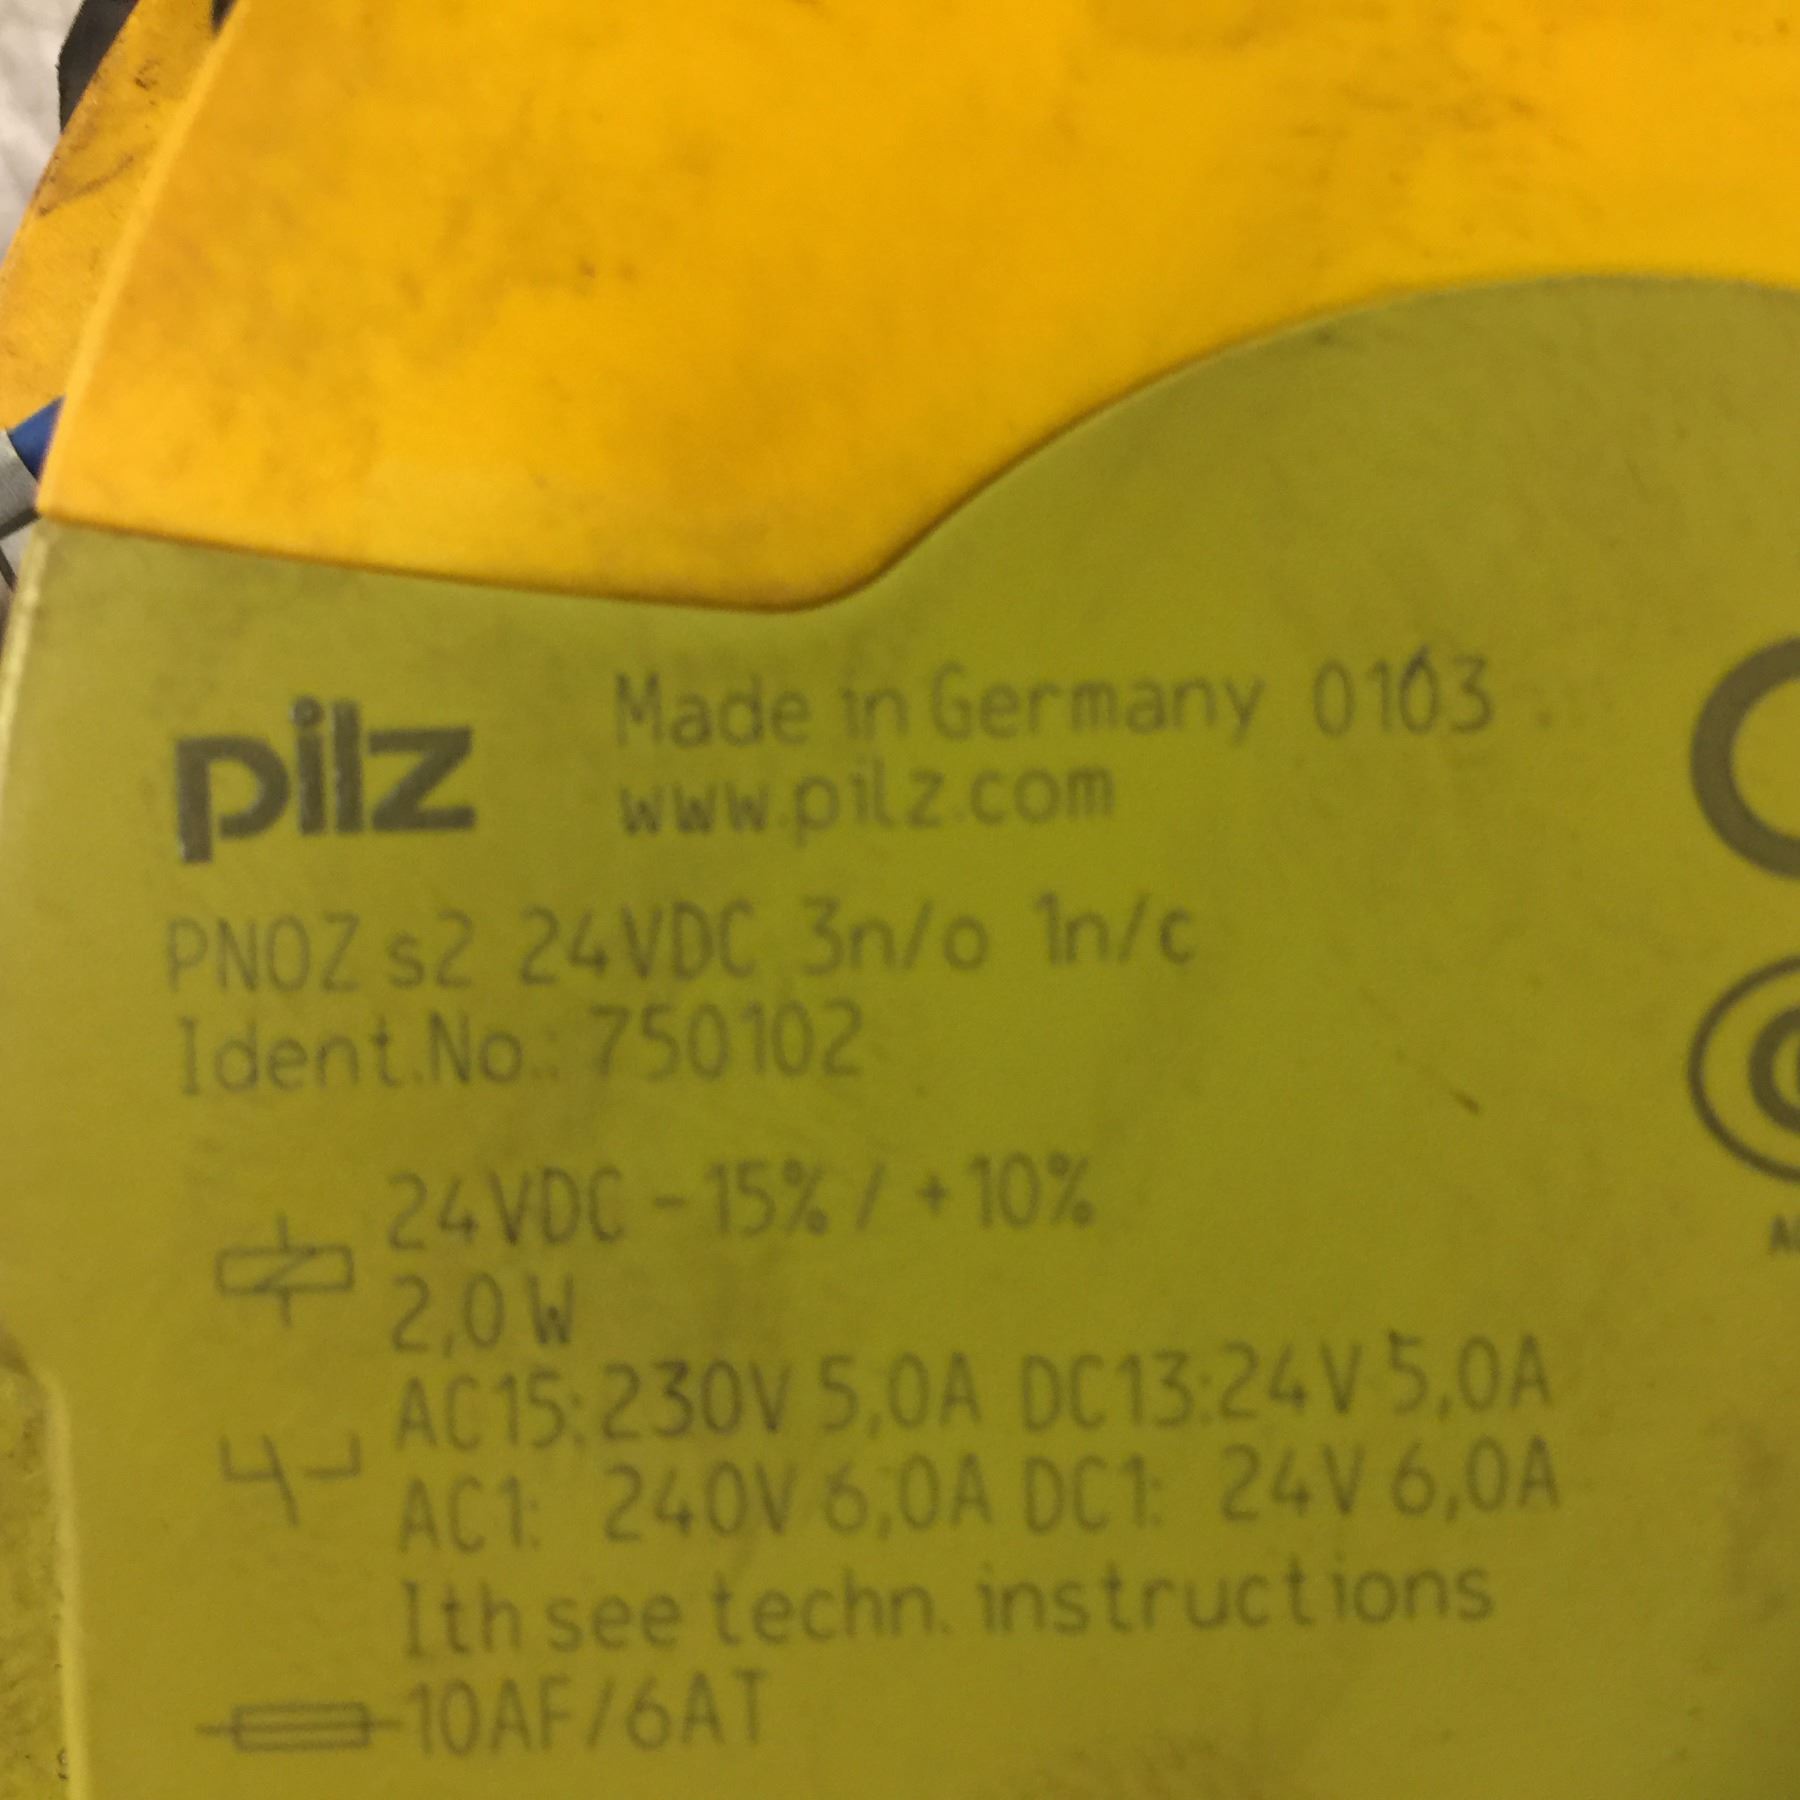 pilz
Made in Germany 0103
www.pilz.com
PNOZ s2 24VDC 3n/o 1n/c
Ident.No.: 750102
24VDC -15% / +10%
2,0W
AC15:230V 5,0A DC13:24V 5,0A
AC1: 240V 6,0A DC1: 24V 6,0A
Ith see techn. instructions
10AF/6AT